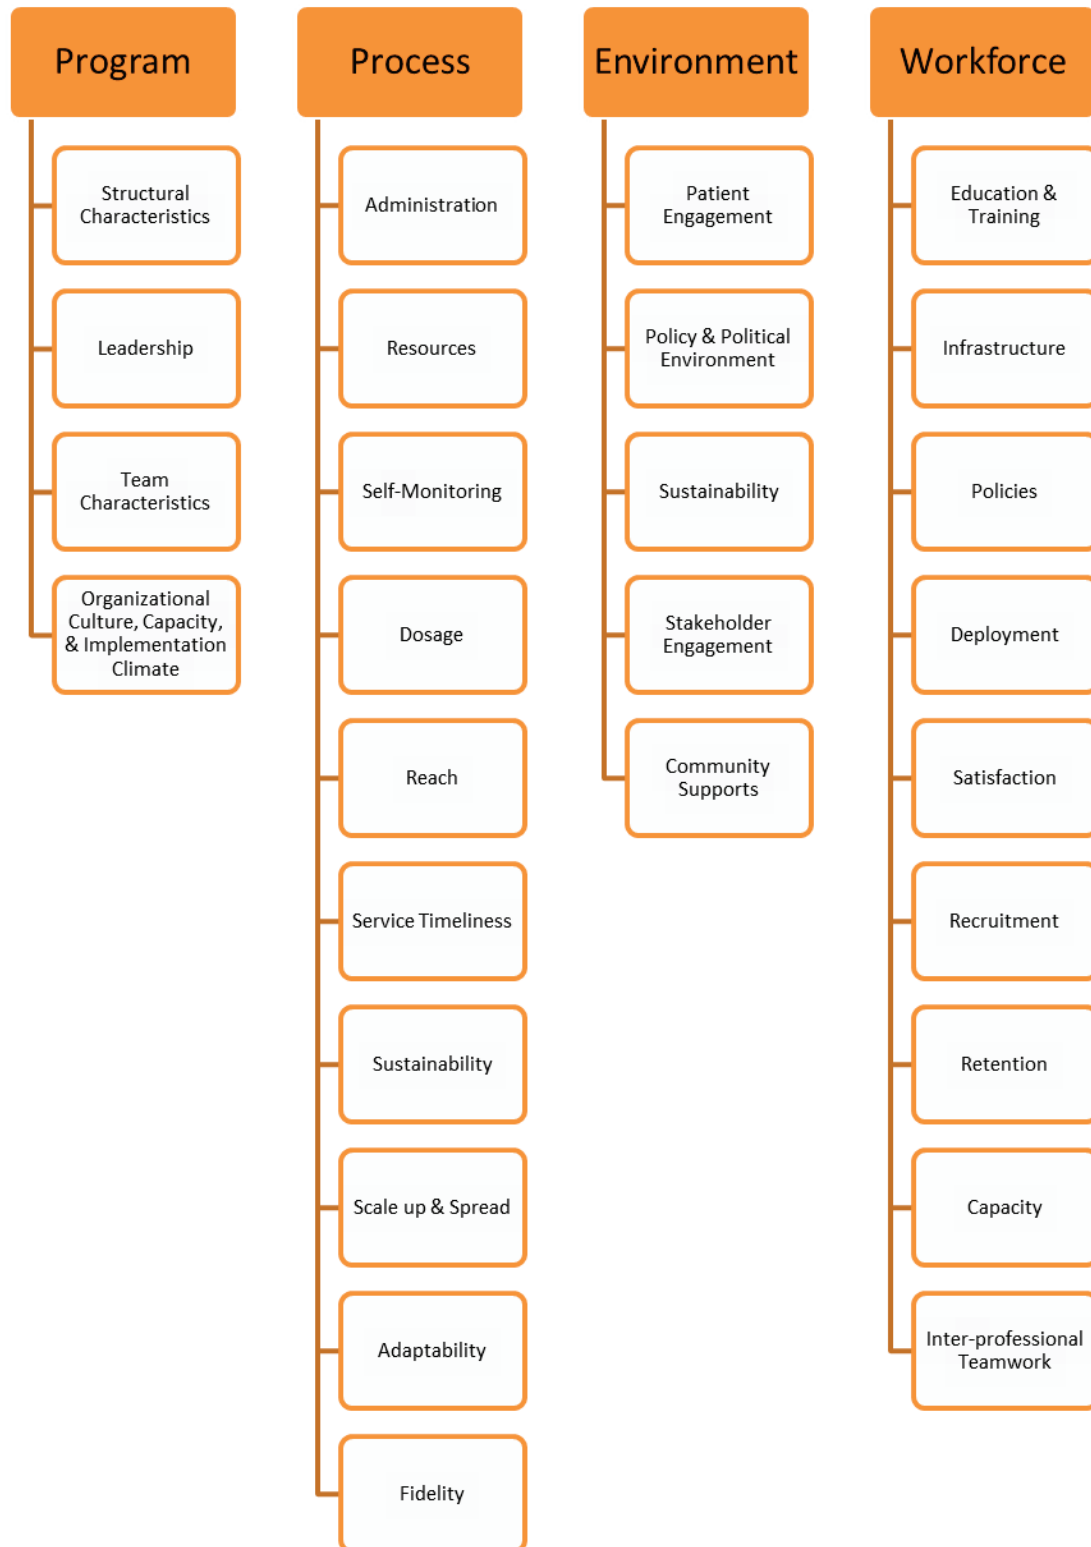 Program
Structural
Characteristics
Leadership
Team
Characteristics
Organizational
Culture, Capacity,
& Implementation
Climate
Process
Administration
Resources
Self-Monitoring
Dosage
Reach
Service Timeliness
Sustainability
Scale up & Spread
Adaptability
Fidelity
Environment
Patient
Engagement
Policy & Political
Environment
Sustainability
Stakeholder
Engagement
Community
Supports
Workforce
Education &
Training
Infrastructure
Policies
Deployment
Satisfaction
Recruitment
Retention
Capacity
Inter-professional
Teamwork